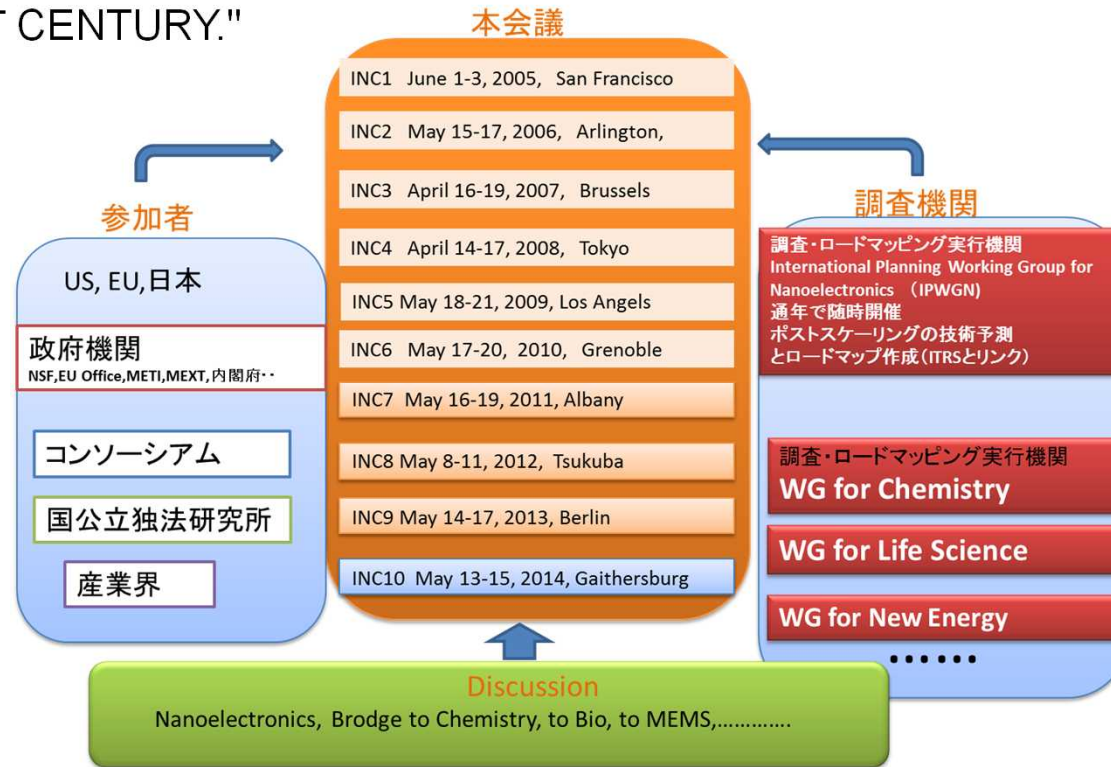 T CENTURY."
本会議
INC1 June 1-3, 2005, San Francisco
INC2 May 15-17, 2006, Arlington,
INC3 April 16-19, 2007, Brussels
INC4 April 14-17, 2008, Tokyo
INC5 May 18-21, 2009, Los Angels
INC6 May 17-20, 2010, Grenoble
INC7 May 16-19, 2011, Albany
INC8 May 8-11, 2012, Tsukuba
INC9 May 14-17, 2013, Berlin
INC10 May 13-15, 2014, Gaithersburg
参加者
US, EU,日本
政府機関
NSF,EU Office,METI,MEXT,内閣府‥
コンソーシアム
国公立独法研究所
産業界
調査機関
調査・ロードマッピング実行機関
International Planning Working Group for
Nanoelectronics （IPWGN)
通年で随時開催
ポストスケーリングの技術予測
とロードマップ作成(ITRSとリンク)
調査・ロードマッピング実行機関
WG for Chemistry
WG for Life Science
WG for New Energy
••••••
Discussion
Nanoelectronics, Brodge to Chemistry, to Bio, to MEMS,………….